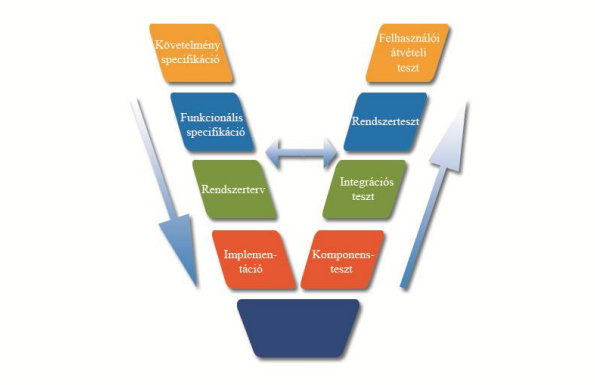 Követelmény
specifikáció
Felhasználói
átvételi
teszt
Funkcionális
specifikáció
Rendszerteszt
Rendszerterv
Integrációs
teszt
Implemen-
táció
Komponens-
teszt